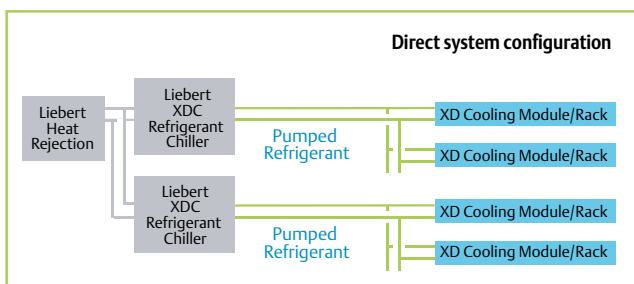 Direct system configuration
Liebert
Heat
Rejection
Liebert
XDC
Refrigerant
Chiller
Pumped
Refrigerant
XD Cooling Module/Rack
XD Cooling Module/Rack
Liebert
XDC
Refrigerant
Chiller
Pumped
Refrigerant
XD Cooling Module/Rack
XD Cooling Module/Rack